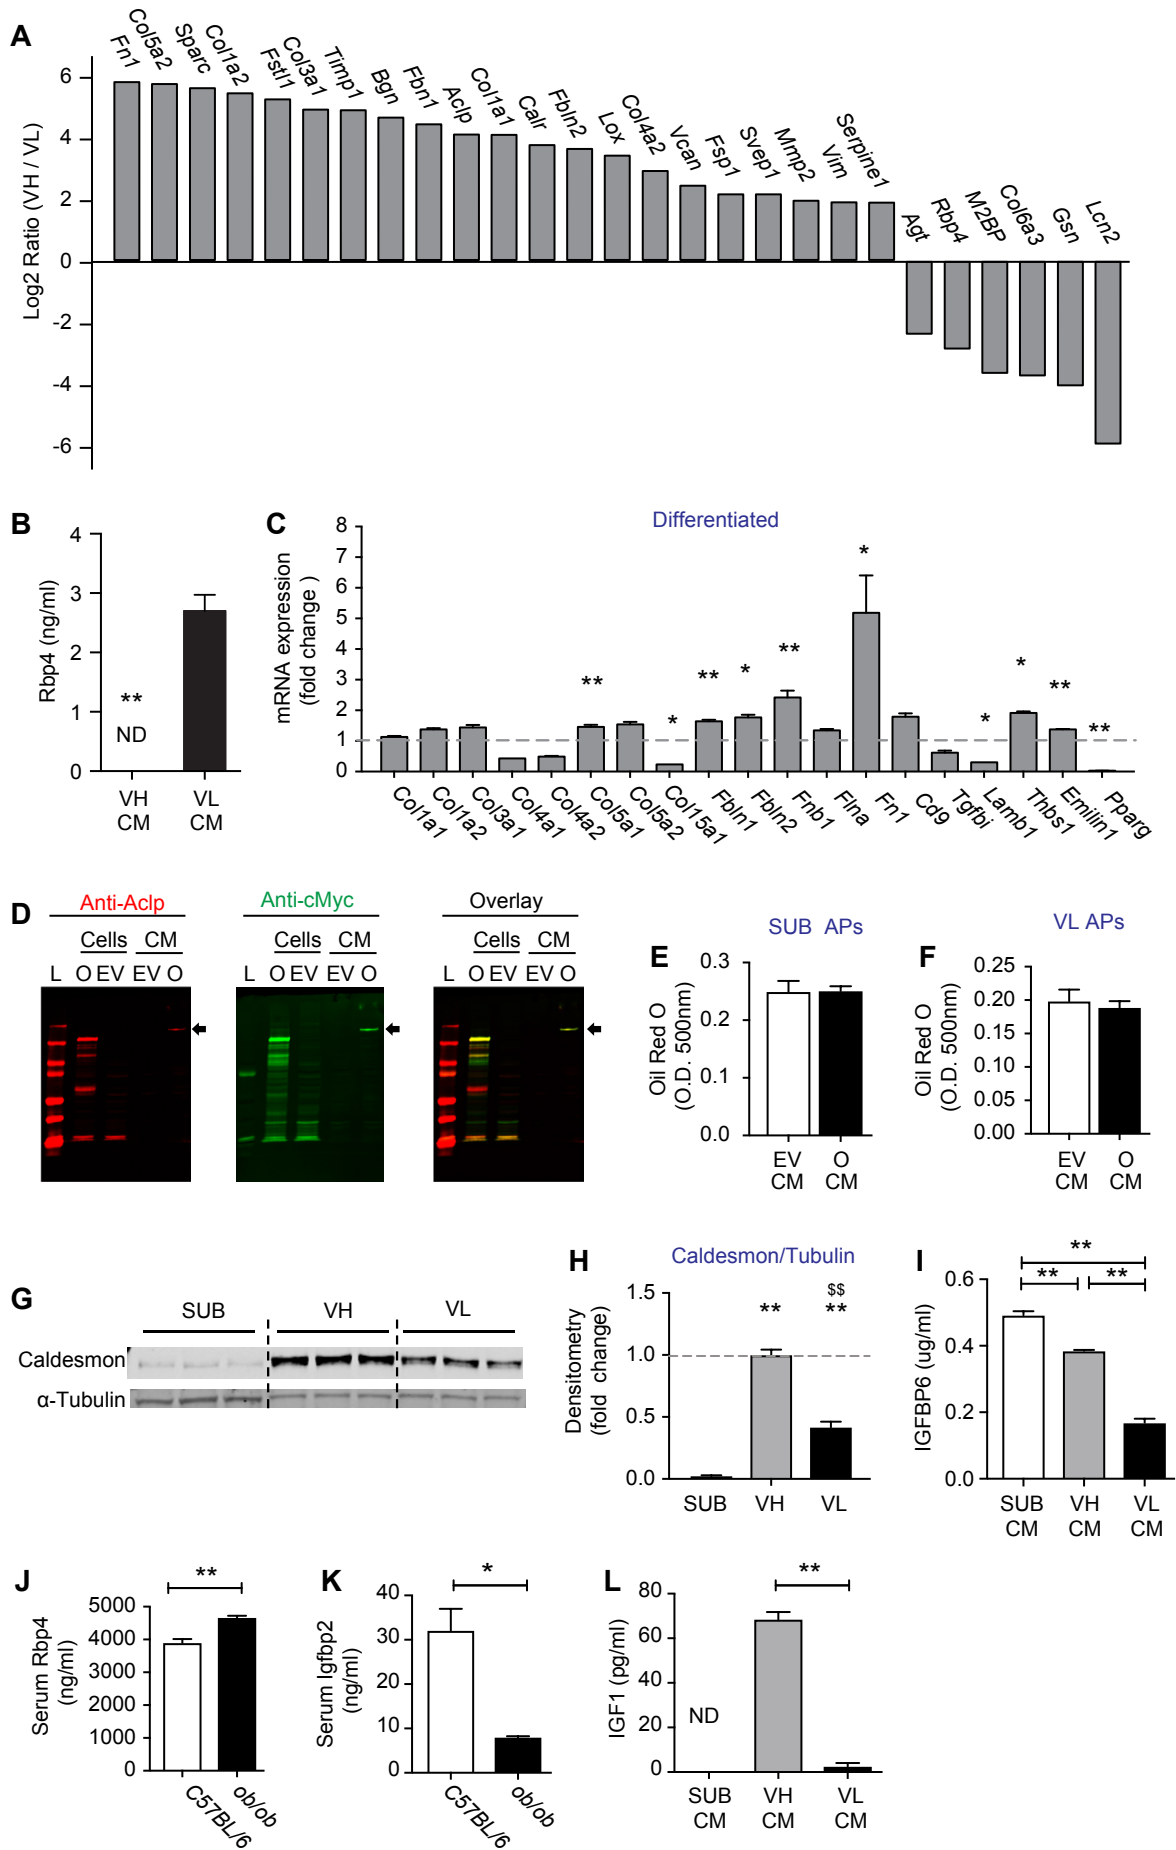 A
Fn1 Col5a2 Sparc Col1a2 Fstl1 Col3a1 Timp1 Bgn Fbn1 Aclp Col1a1 Calr Fbln2 Lox Col4a2 Vcan Fsp1 Svep1 Mmp2 Vim Serpine1 Agt Rbp4 M2BP Col6a3 Gsn Lcn2
Log2 Ratio (VH / VL)
6
4
2
0
-2
-4
-6
B
Rbp4 (ng/ml)
4
3
2
1
0
**
ND
VH
CM
VL
CM
C
Differentiated
mRNA expression
(fold change )
8
7
6
5
4
3
2
1
0
** * ** * ** * * * ** **
Col1a1 Col1a2 Col3a1 Col4a1 Col4a2 Col5a1 Col5a2 Col15a1 Fbln1 Fbln2 Fnb1 Flna Fn1 Cd9 Tgfbi Lamb1 Thbs1 Emilin1 Pparg
D
Anti-Aclp
Cells CM
L O EV EV O
Anti-cMyc
Cells CM
L O EV EV O
Overlay
Cells CM
L O EV EV O
E
SUB APs
Oil Red O
(O.D. 500nm)
0.3
0.2
0.1
0.0
EV
CM
O
CM
F
VL APs
Oil Red O
(O.D. 500nm)
0.25
0.20
0.15
0.10
0.05
0.00
EV
CM
O
CM
G
SUB VH VL
Caldesmon
α-Tubulin
H
Caldesmon/Tubulin
Densitometry
(fold change)
1.5
1.0
0.5
0.0
**
$$
**
SUB VH VL
I
IGFBP6 (ug/ml)
0.6
0.4
0.2
0.0
**
** **
SUB
CM
VH
CM
VL
CM
J
Serum Rbp4
(ng/ml)
5000
4000
3000
2000
1000
0
**
C57BL/6 ob/ob
K
Serum Igfbp2
(ng/ml)
40
30
20
10
0
*
C57BL/6 ob/ob
L
IGF1 (pg/ml)
80
60
40
20
0
**
ND
SUB
CM
VH
CM
VL
CM